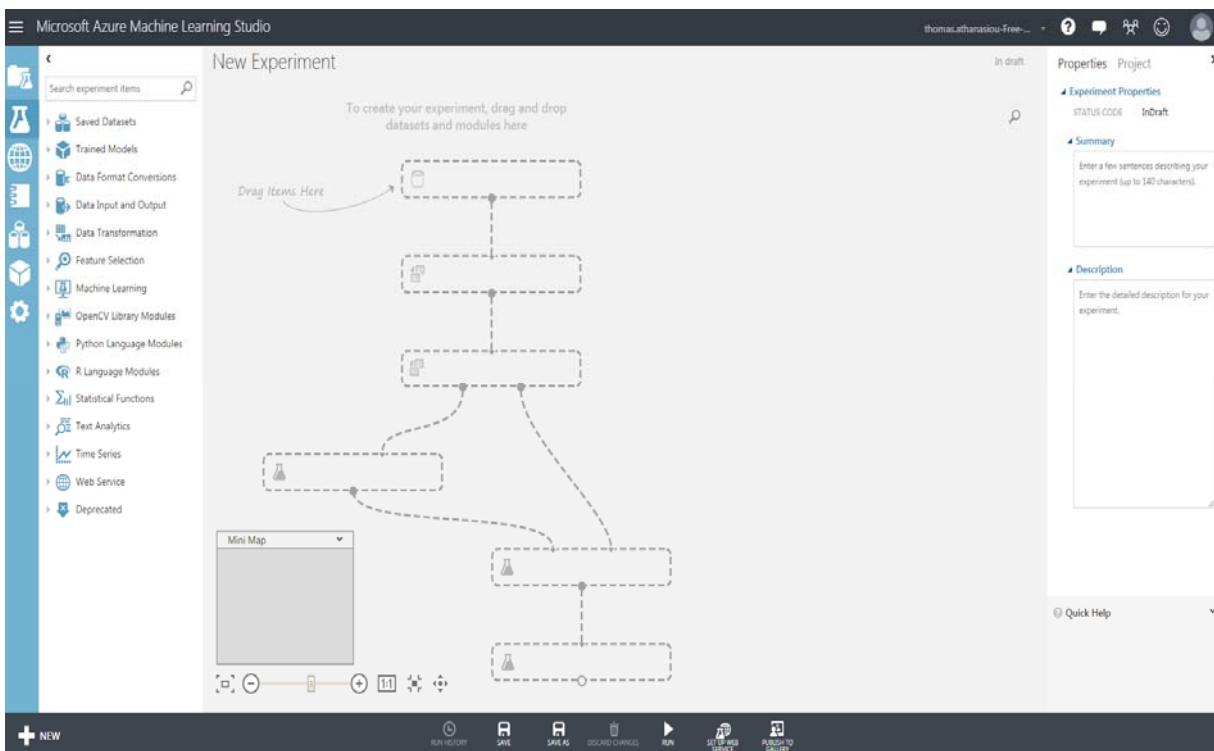 Microsoft Azure Machine Learning Studio
thomas.athanasiou-Free-...
New Experiment
In draft
Search experiment items
Saved Datasets
Trained Models
Data Format Conversions
Data Input and Output
Data Transformation
Feature Selection
Machine Learning
OpenCV Library Modules
Python Language Modules
R Language Modules
Statistical Functions
Text Analytics
Time Series
Web Service
Deprecated
To create your experiment, drag and drop
datasets and modules here
Drag Items Here
Mini Map
1:1
Properties Project
Experiment Properties
STATUS CODE InDraft
Summary
Enter a few sentences describing your
experiment (up to 140 characters).
Description
Enter the detailed description for your
experiment.
Quick Help
NEW
RUN HISTORY
SAVE
SAVE AS
DISCARD CHANGES
RUN
SET UP WEB
SERVICE
PUBLISH TO
GALLERY